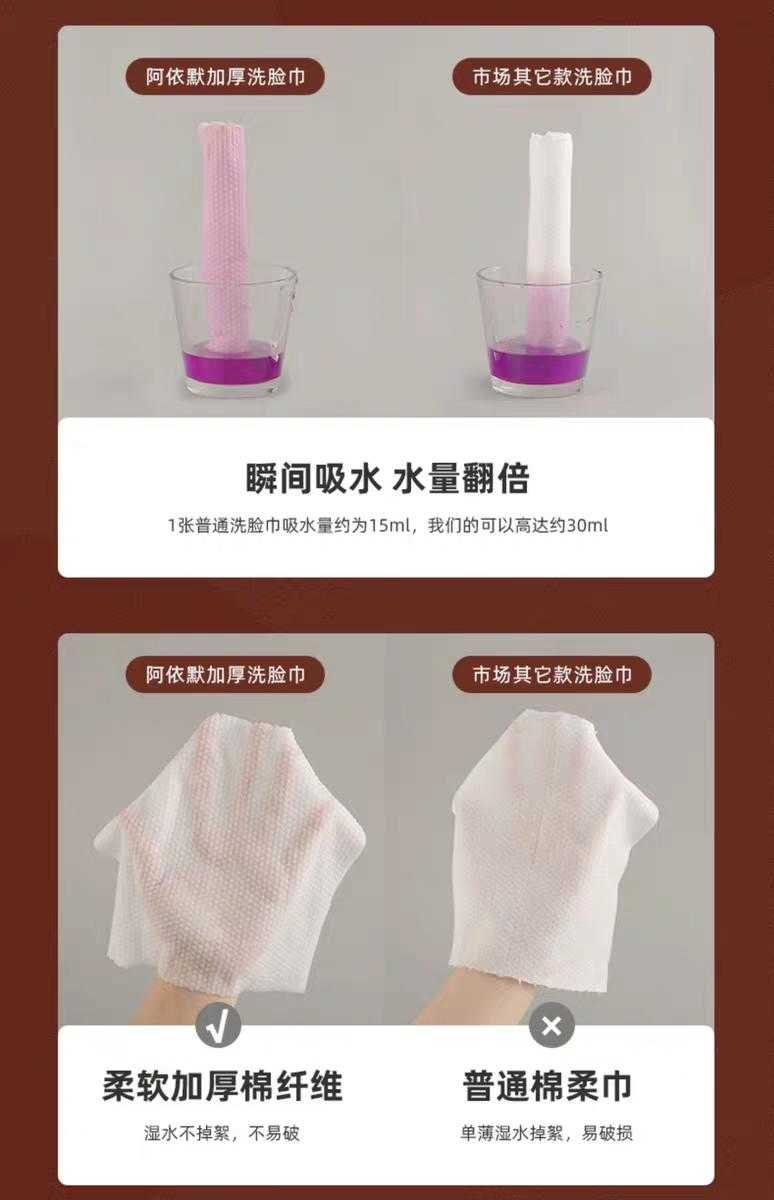 阿依默加厚洗脸巾
市场其它款洗脸巾
瞬间吸水 水量翻倍
1张普通洗脸巾吸水量约为15ml，我们的可以高达约30ml
阿依默加厚洗脸巾
市场其它款洗脸巾
柔软加厚棉纤维
普通棉柔巾
湿水不掉絮，不易破
单薄湿水掉絮，易破损